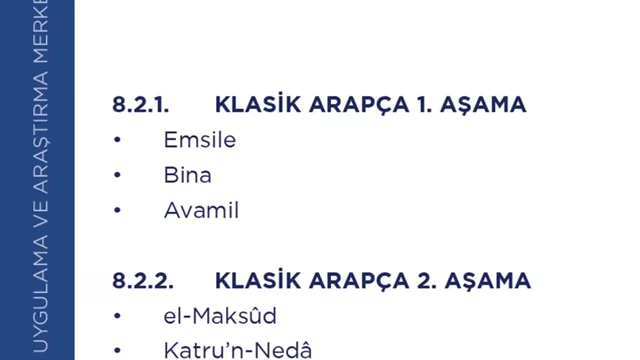 UYGULAMA VE ARAŞTIRMA
8.2.1. KLASİK ARAPÇA 1. AŞAMA
• Emsile
• Bina
• Avamil
8.2.2. KLASİK ARAPÇA 2. AŞAMA
• el-Maksûd
• Katru’n-Nedâ